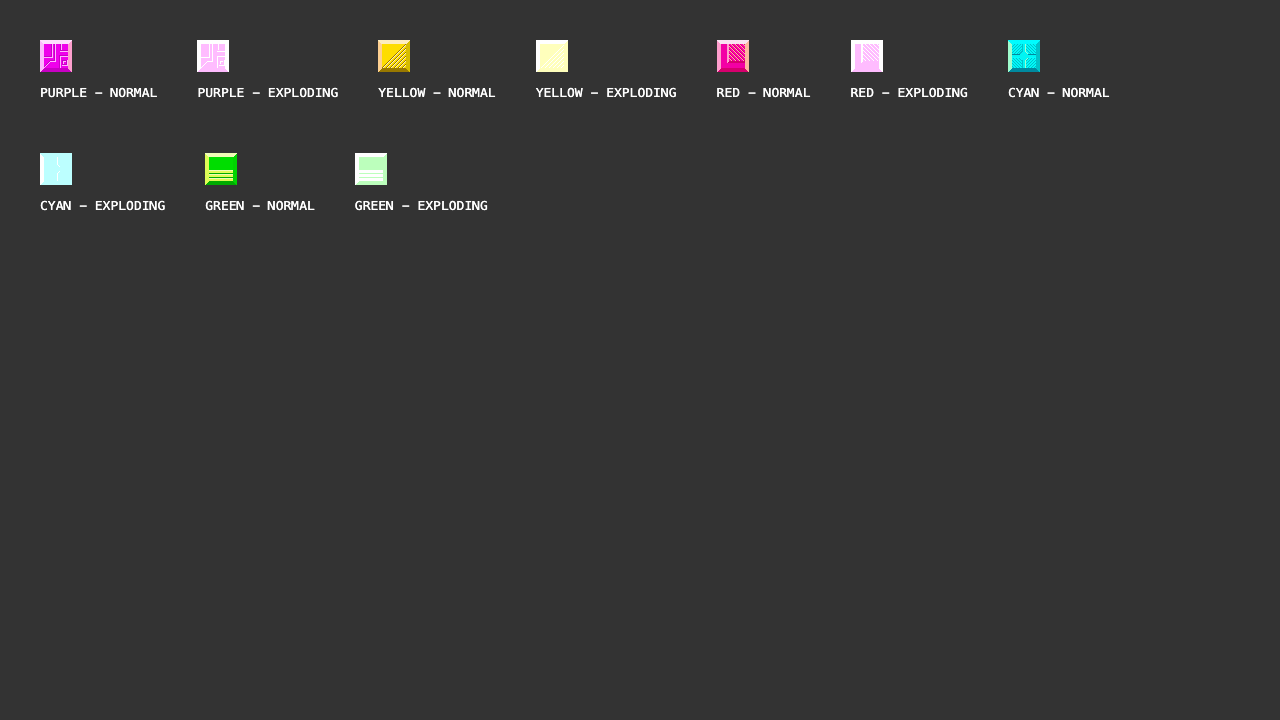 PURPLE – NORMAL PURPLE – EXPLODING YELLOW – NORMAL YELLOW – EXPLODING RED – NORMAL RED – EXPLODING CYAN – NORMAL
CYAN – EXPLODING GREEN – NORMAL GREEN – EXPLODING